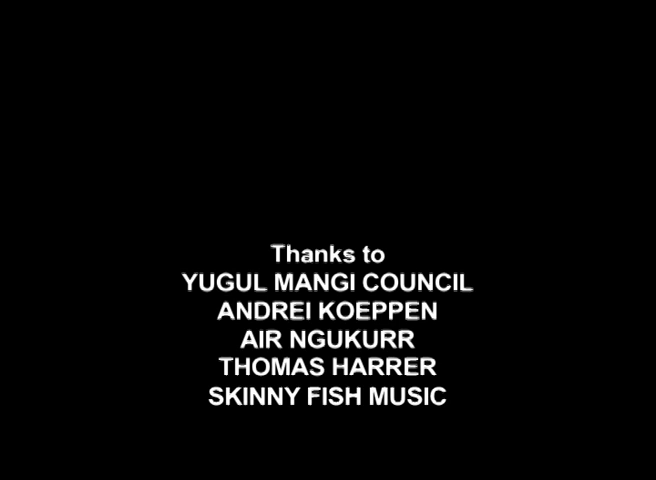 Thanks to
YUGUL MANGI COUNCIL
ANDREI KOEPPEN
AIR NGUKURR
THOMAS HARRER
SKINNY FISH MUSIC